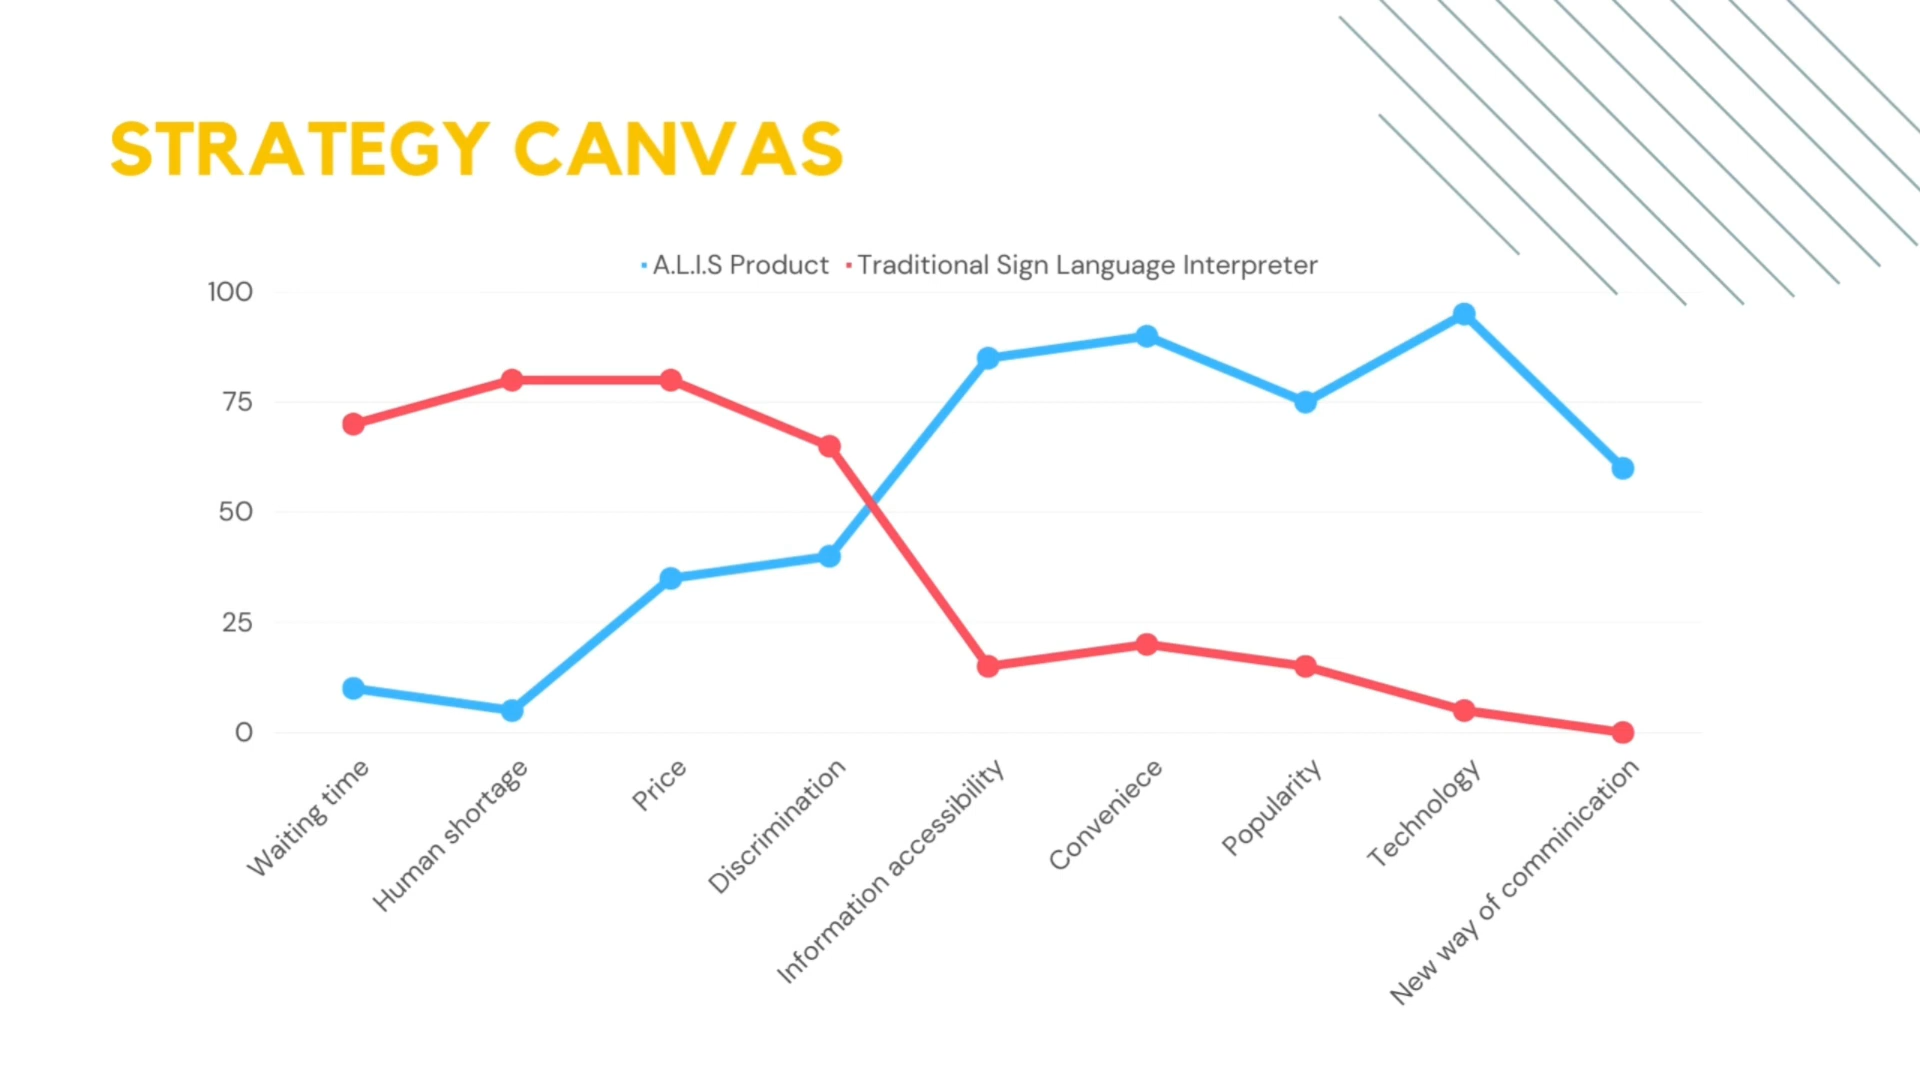 STRATEGY CANVAS
A.L.I.S Product Traditional Sign Language Interpreter
100
75
50
25
0
Waiting time
Human shortage
Price
Discrimination
Information accessibility
Conveniece
Popularity
Technology
New way of comminication